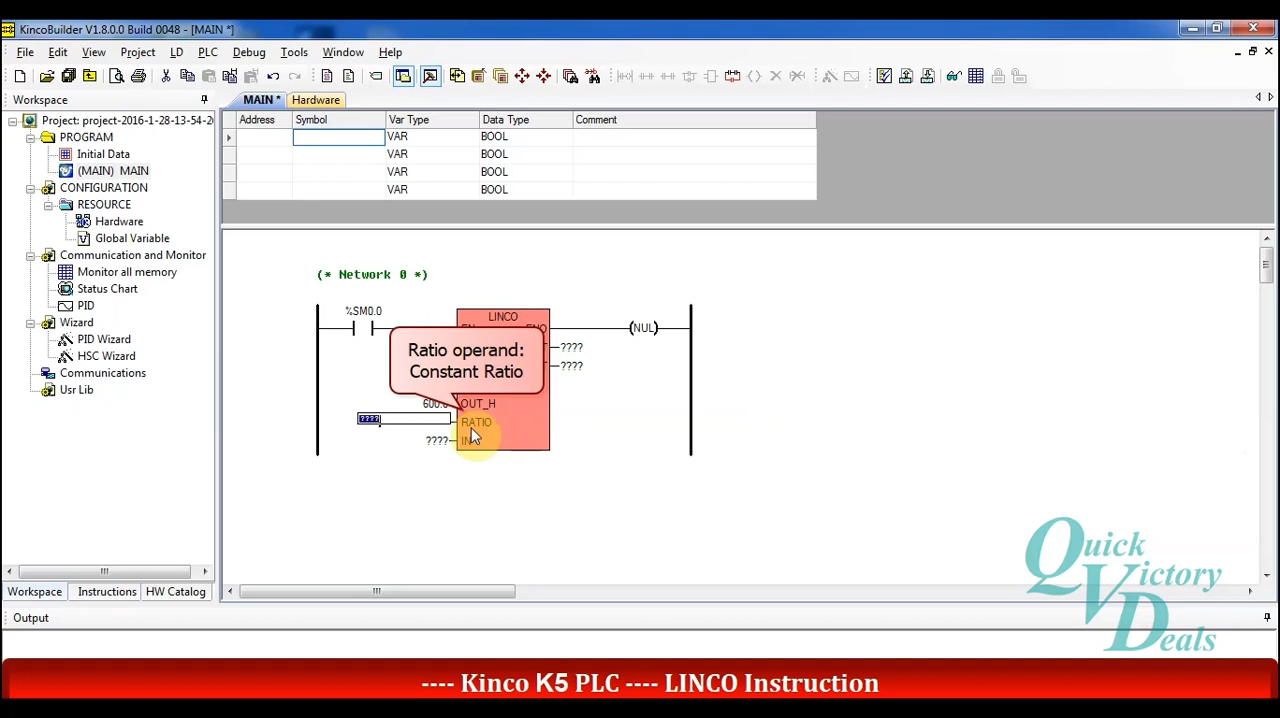 KincoBuilder V1.8.0.0 Build 0048 - [MAIN *]
File Edit View Project LD PLC Debug Tools Window Help
Workspace
MAIN * Hardware
Project: project-2016-1-28-13-54-2
PROGRAM
Initial Data
(MAIN) MAIN
CONFIGURATION
RESOURCE
Hardware
Global Variable
Communication and Monitor
Monitor all memory
Status Chart
PID
Wizard
PID Wizard
HSC Wizard
Communications
Usr Lib
Workspace Instructions HW Catalog
Address Symbol Var Type Data Type Comment
VAR BOOL
VAR BOOL
VAR BOOL
VAR BOOL
(* Network 0 *)
%SM0.0
LINCO
(NUL)
????
????
Ratio operand:
Constant Ratio
OUT_H
???? RATIO
???? IN
Quick
Victory
Deals
Output
---- Kinco K5 PLC ---- LINCO Instruction